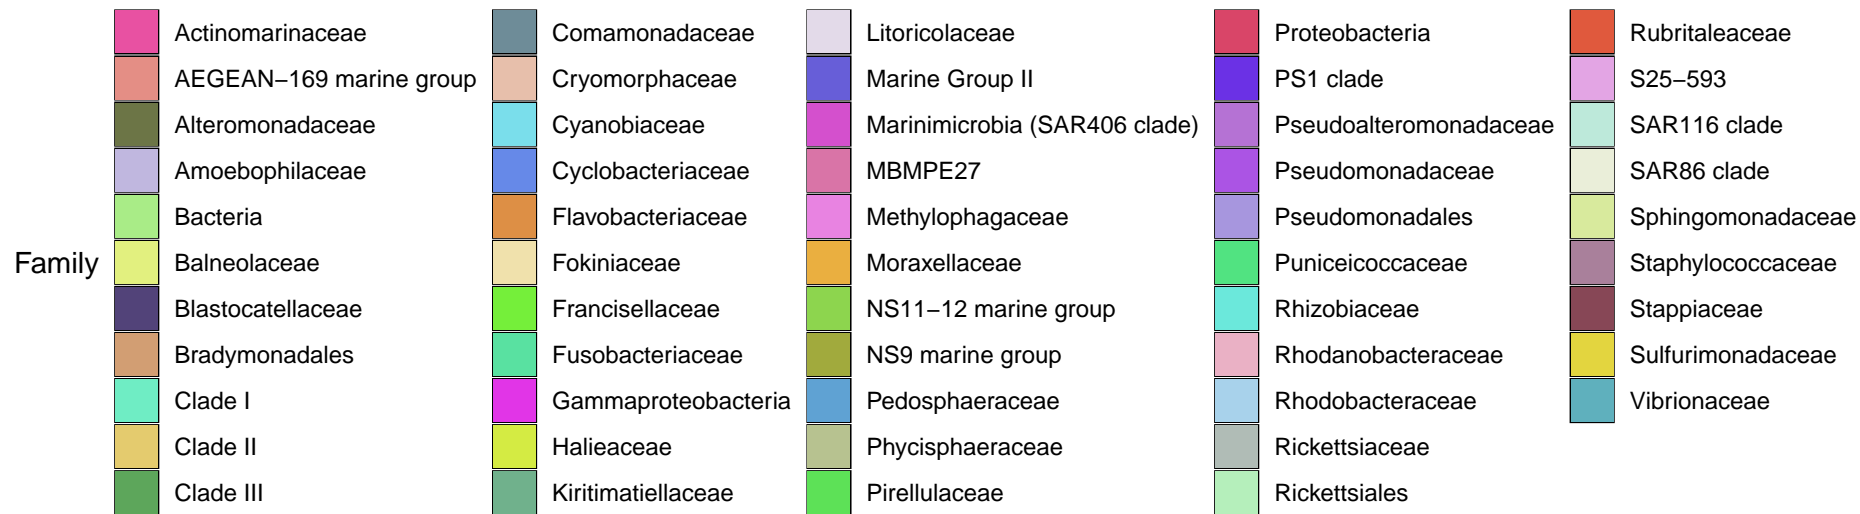 Family
Actinomarinaceae
AEGEAN−169 marine group
Alteromonadaceae
Amoebophilaceae
Bacteria
Balneolaceae
Blastocatellaceae
Bradymonadales
Clade I
Clade II
Clade III
Comamonadaceae
Cryomorphaceae
Cyanobiaceae
Cyclobacteriaceae
Flavobacteriaceae
Fokiniaceae
Francisellaceae
Fusobacteriaceae
Gammaproteobacteria
Halieaceae
Kiritimatiellaceae
Litoricolaceae
Marine Group II
Marinimicrobia (SAR406 clade)
MBMPE27
Methylophagaceae
Moraxellaceae
NS11−12 marine group
NS9 marine group
Pedosphaeraceae
Phycisphaeraceae
Pirellulaceae
Proteobacteria
PS1 clade
Pseudoalteromonadaceae
Pseudomonadaceae
Pseudomonadales
Puniceicoccaceae
Rhizobiaceae
Rhodanobacteraceae
Rhodobacteraceae
Rickettsiaceae
Rickettsiales
Rubritaleaceae
S25−593
SAR116 clade
SAR86 clade
Sphingomonadaceae
Staphylococcaceae
Stappiaceae
Sulfurimonadaceae
Vibrionaceae